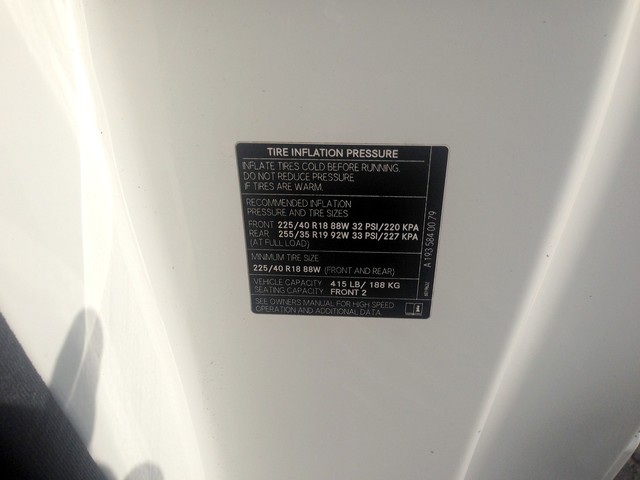 TIRE INFLATION PRESSURE
INFLATE TIRES COLD BEFORE RUNNING.
DO NOT REDUCE PRESSURE
IF TIRES ARE WARM.
RECOMMENDED INFLATION
PRESSURE AND TIRE SIZES
FRONT 225/40 R18 88W 32 PSI/220 KPA
REAR 255/35 R19 92W 33 PSI/227 KPA
(AT FULL LOAD)
MINIMUM TIRE SIZE
225/40 R18 88W (FRONT AND REAR)
VEHICLE CAPACITY 415 LB/ 188 KG
SEATING CAPACITY FRONT 2
SEE OWNERS MANUAL FOR HIGH SPEED
OPERATION AND ADDITIONAL DATA.
A 193 584 00 79